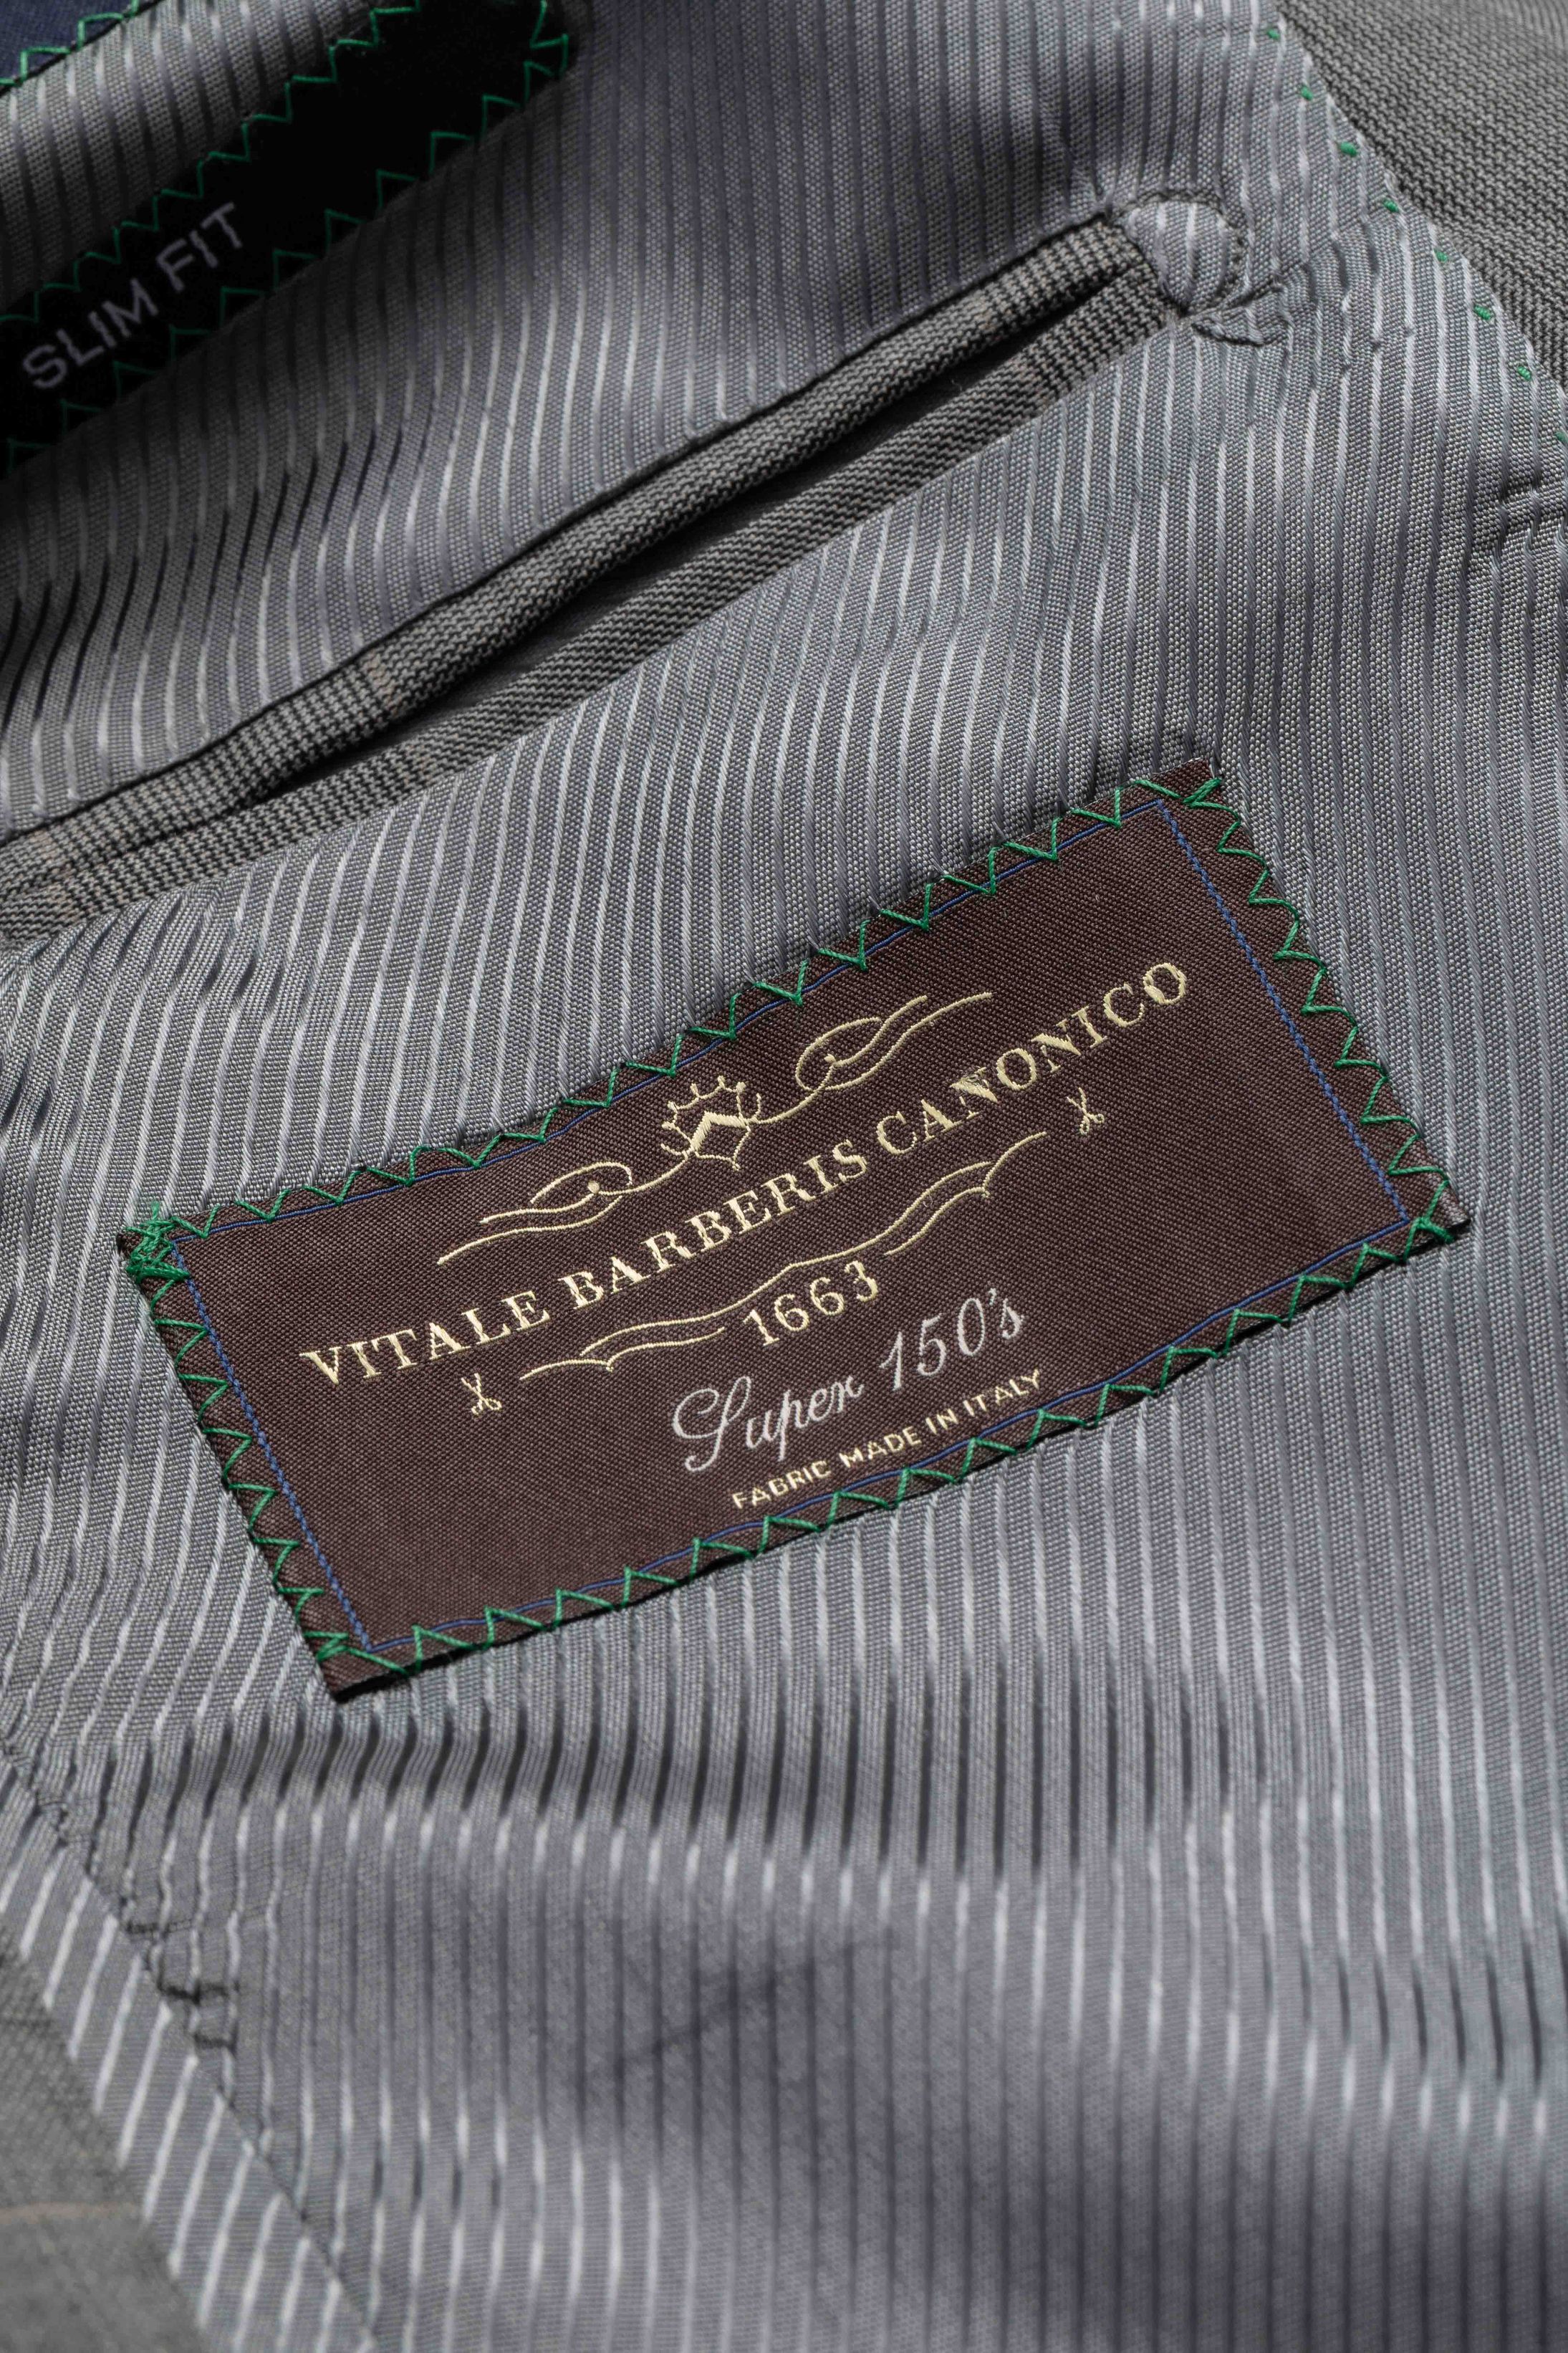 SLIM FIT
VITALE BARBERIS CANONICO
1663
Super 150's
FABRIC MADE IN ITALY